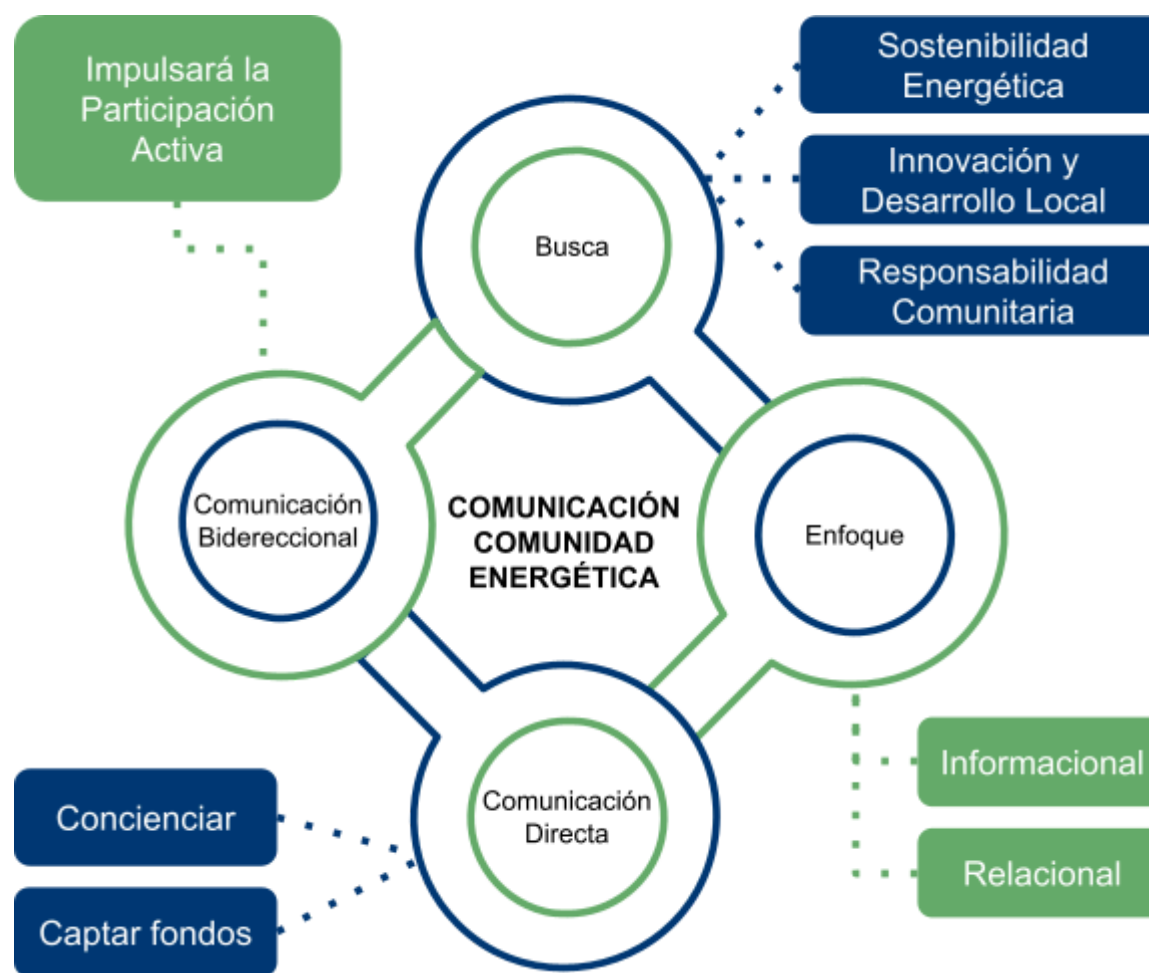 Impulsará la
Participación
Activa
Sostenibilidad
Energética
Innovación y
Desarrollo Local
Responsabilidad
Comunitaria
Busca
Comunicación
Bidereccional
COMUNICACIÓN
COMUNIDAD
ENERGÉTICA
Enfoque
Comunicación
Directa
Informacional
Relacional
Concienciar
Captar fondos